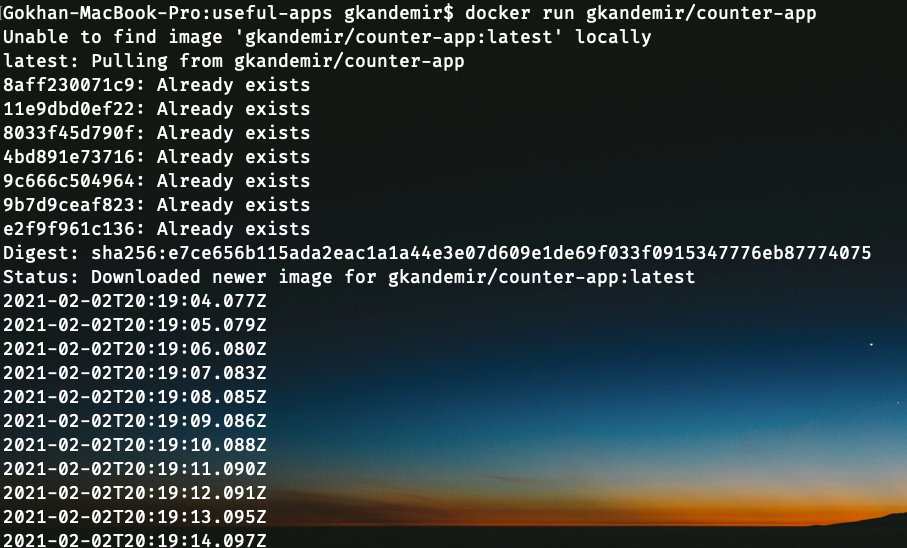 Gokhan-MacBook-Pro:useful-apps gkandemir$ docker run gkandemir/counter-app
Unable to find image 'gkandemir/counter-app:latest' locally
latest: Pulling from gkandemir/counter-app
8aff230071c9: Already exists
11e9dbd0ef22: Already exists
8033f45d790f: Already exists
4bd891e73716: Already exists
9c666c504964: Already exists
9b7d9ceaf823: Already exists
e2f9f961c136: Already exists
Digest: sha256:e7ce656b115ada2eac1a1a44e3e07d609e1de69f033f0915347776eb87774075
Status: Downloaded newer image for gkandemir/counter-app:latest
2021-02-02T20:19:04.077Z
2021-02-02T20:19:05.079Z
2021-02-02T20:19:06.080Z
2021-02-02T20:19:07.083Z
2021-02-02T20:19:08.085Z
2021-02-02T20:19:09.086Z
2021-02-02T20:19:10.088Z
2021-02-02T20:19:11.090Z
2021-02-02T20:19:12.091Z
2021-02-02T20:19:13.095Z
2021-02-02T20:19:14.097Z